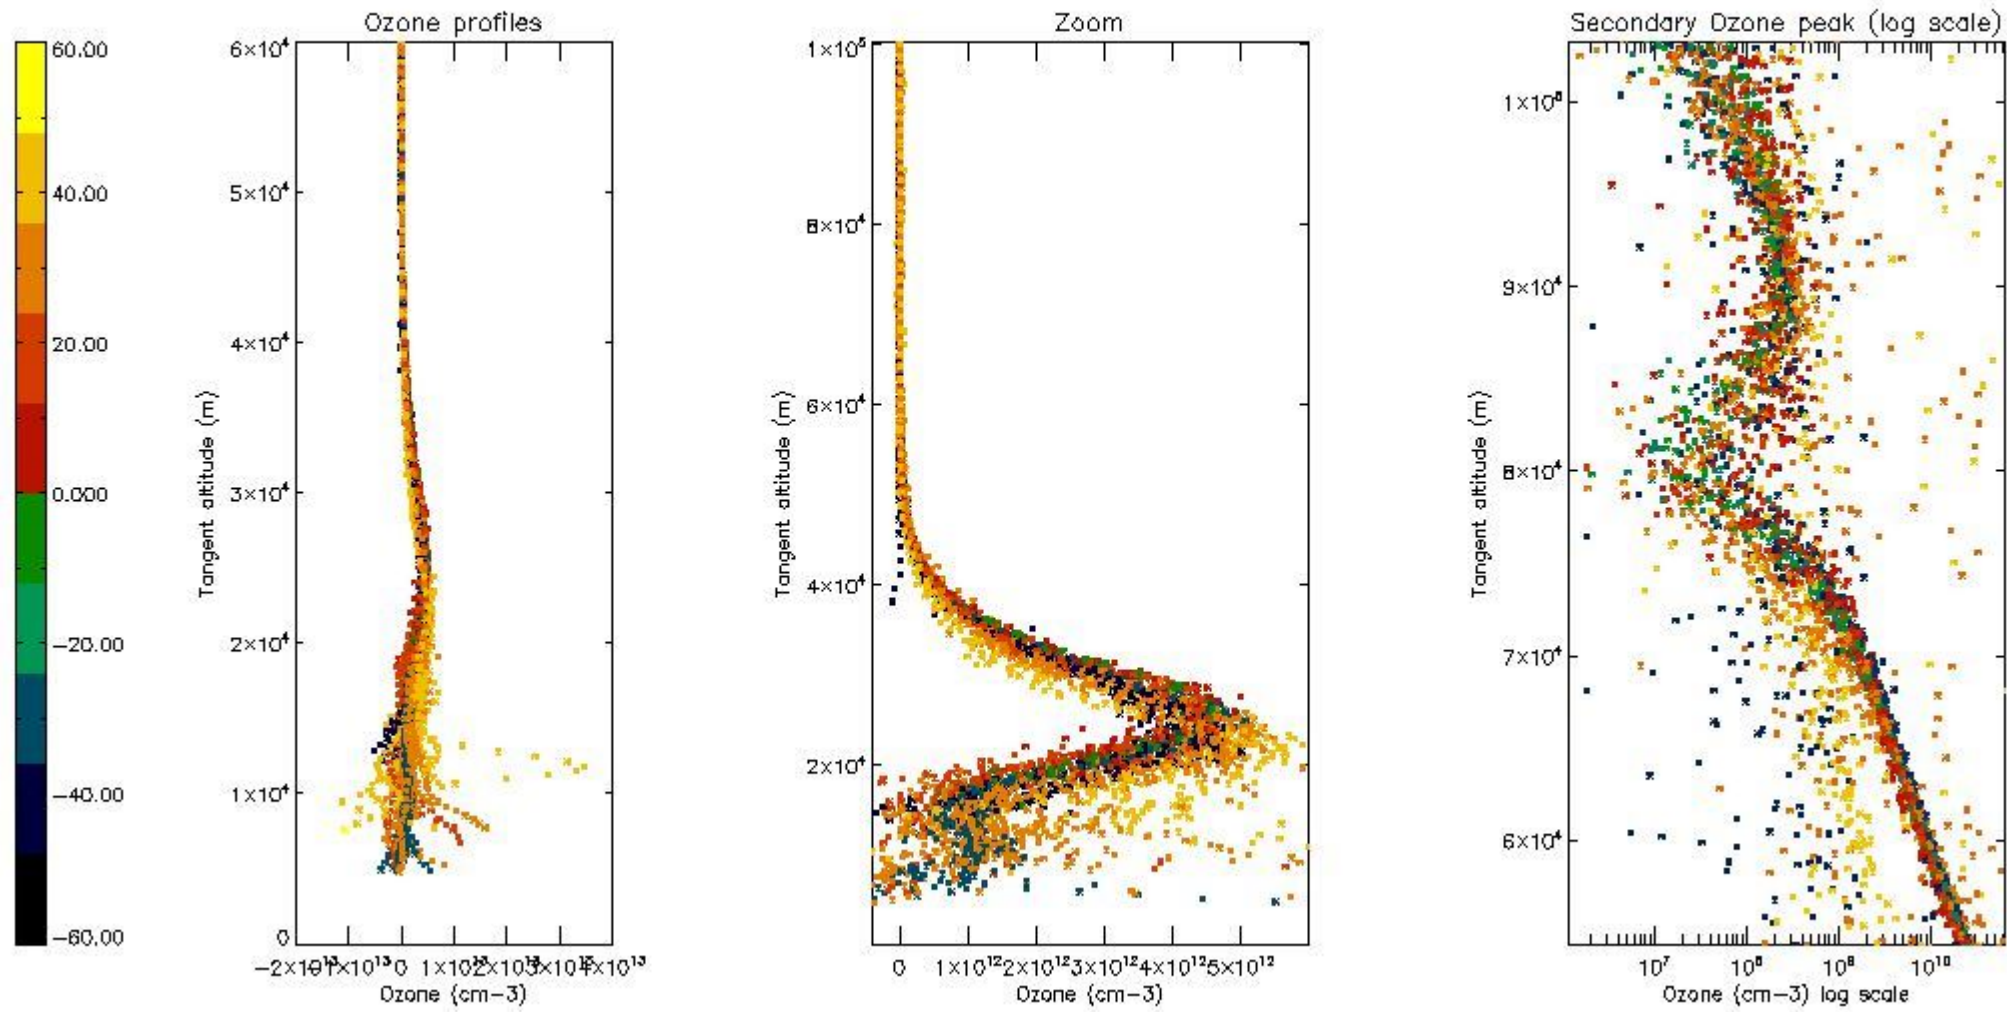 Ozone profiles
Zoom
Secondary Ozone peak (log scale)
60.00
40.00
20.00
0.000
−20.00
−40.00
−60.00
6×10⁴
5×10⁴
4×10⁴
3×10⁴
2×10⁴
1×10⁴
0
Tangent altitude (m)
0
Ozone (cm−3)
1×10⁵
8×10⁴
6×10⁴
4×10⁴
2×10⁴
Tangent altitude (m)
0 1×10¹² 2×10¹² 3×10¹² 4×10¹² 5×10¹²
Ozone (cm−3)
1×10⁵
9×10⁴
8×10⁴
7×10⁴
6×10⁴
Tangent altitude (m)
10⁷ 10⁸ 10⁹ 10¹⁰
Ozone (cm−3) log scale